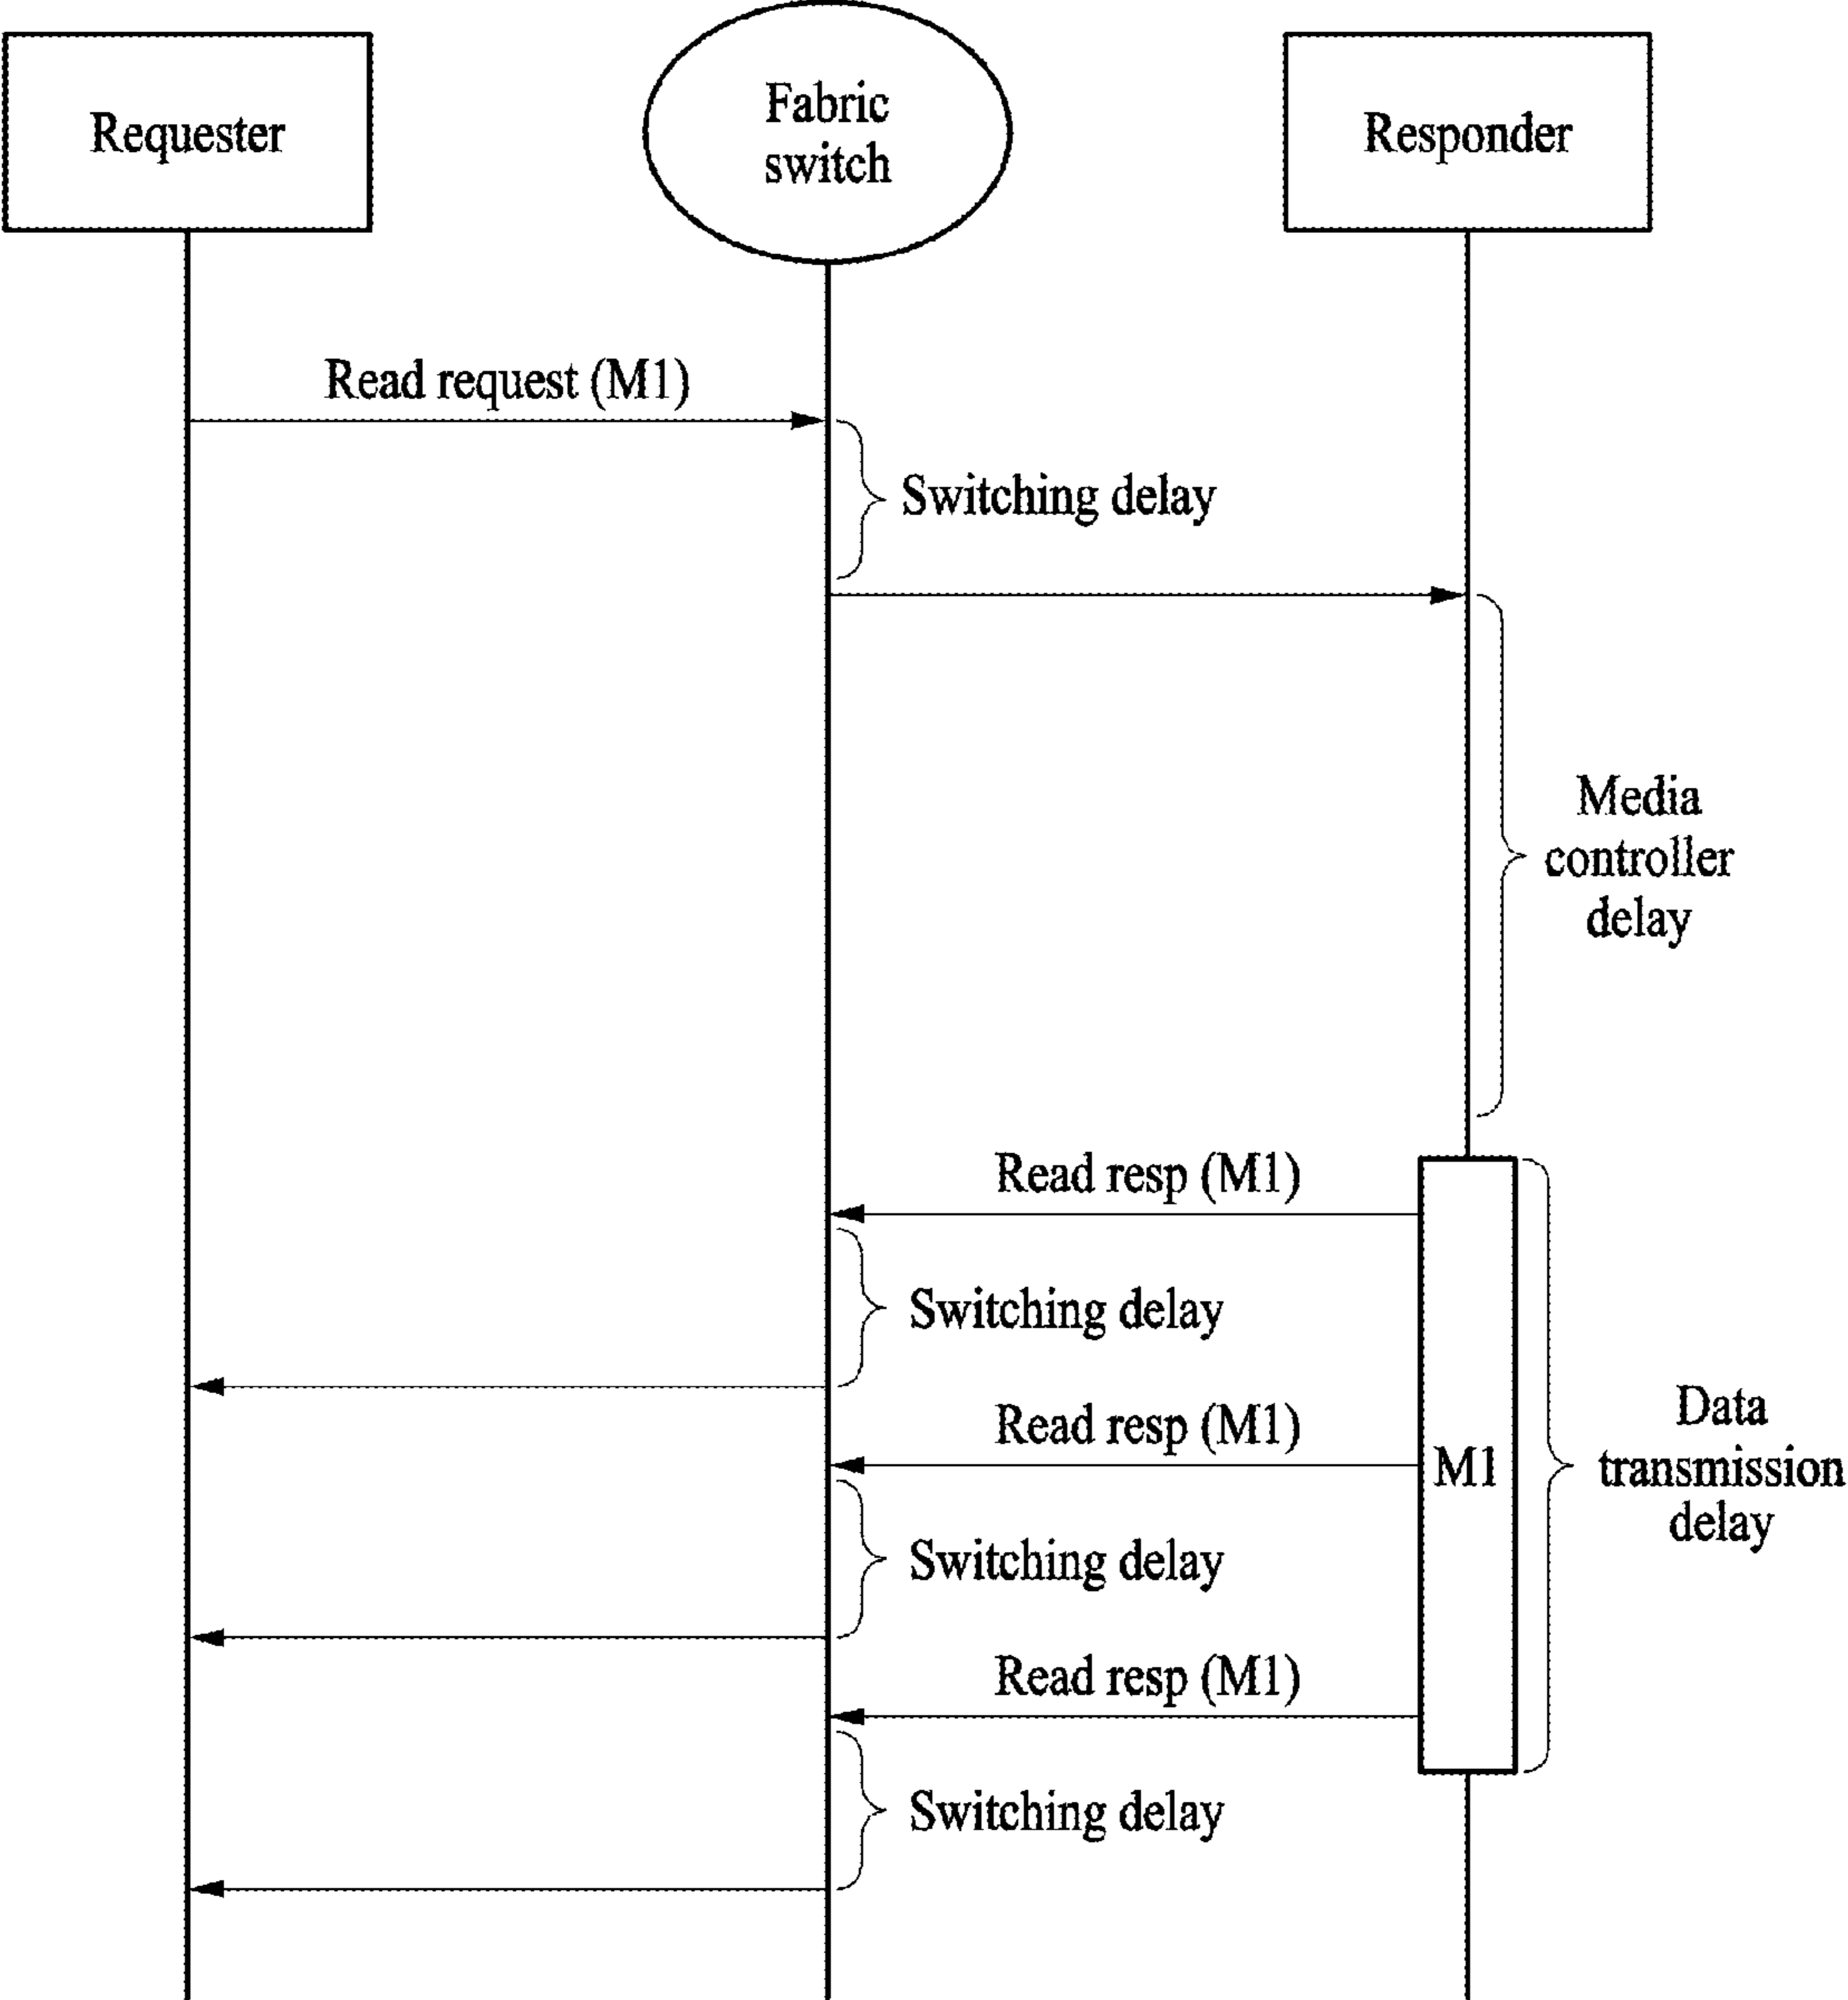 Requester
Fabric
switch
Responder
Read request (M1)
Switching delay
Media
controller
delay
Read resp (M1)
Switching delay
Read resp (M1)
M1
Data
transmission
delay
Switching delay
Read resp (M1)
Switching delay